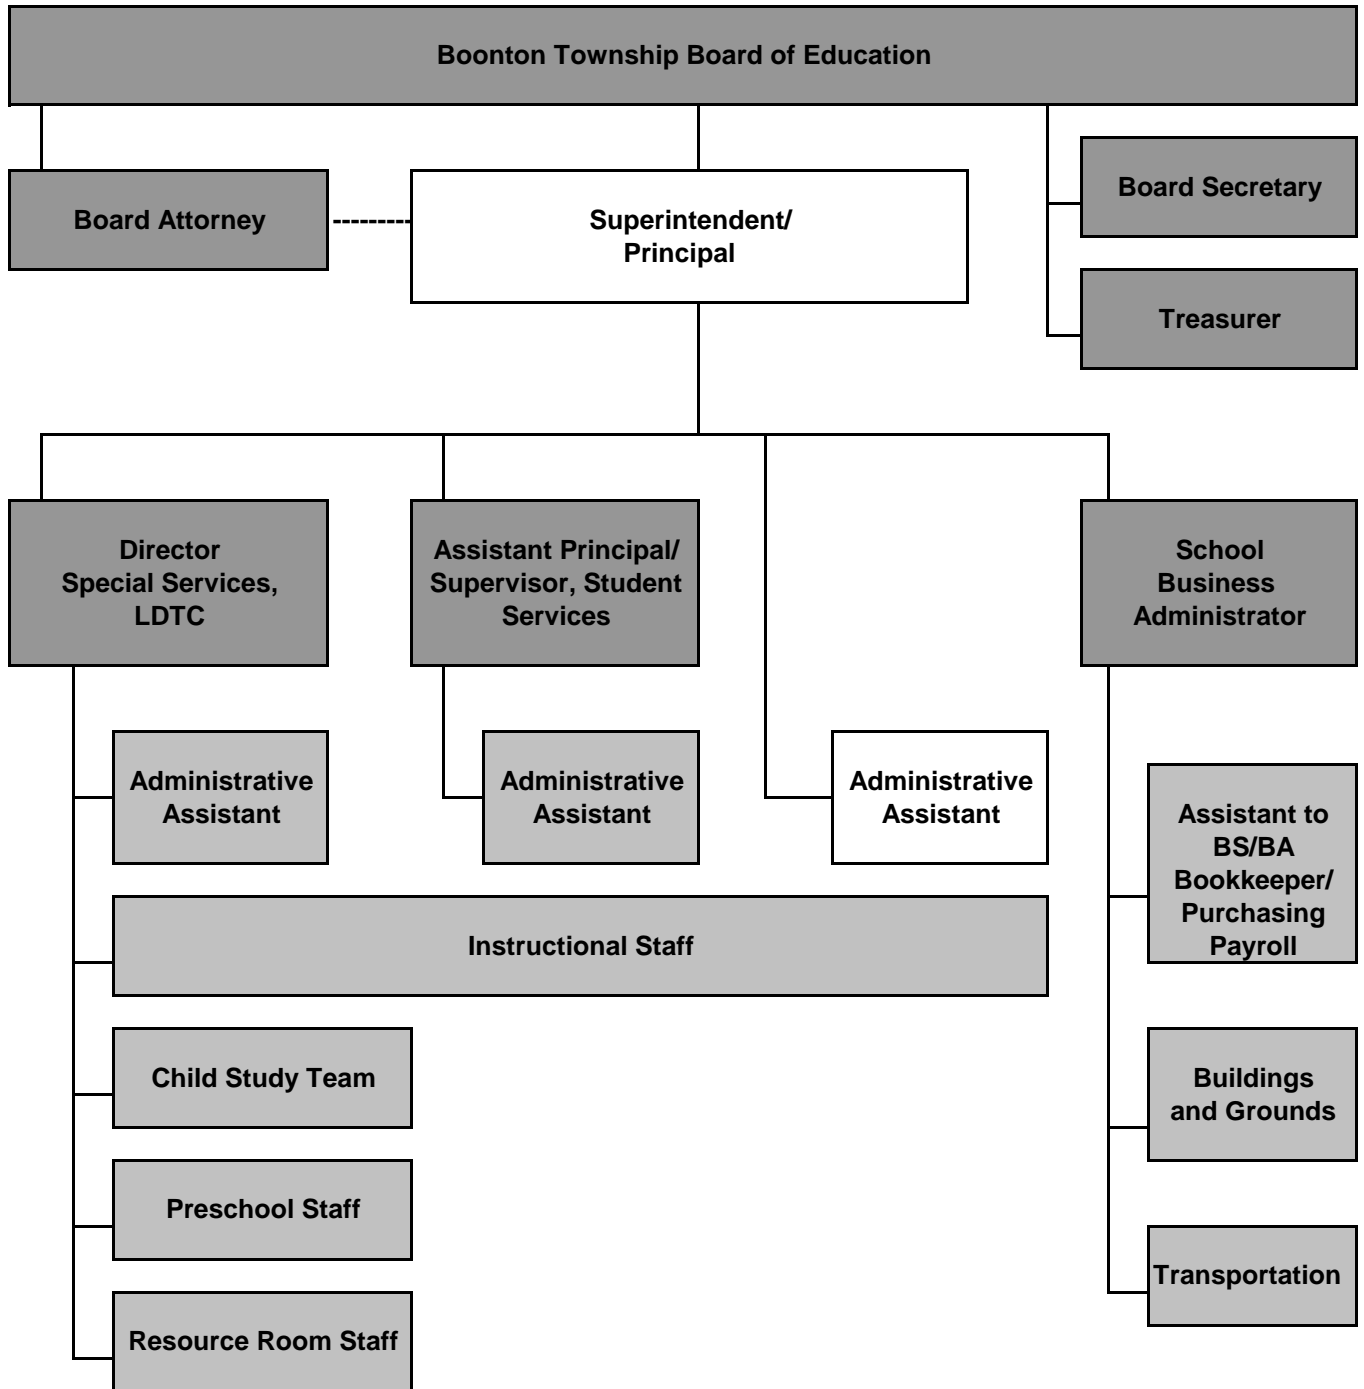 Boonton Township Board of Education
Board Attorney
Superintendent/
Principal
Board Secretary
Treasurer
Director
Special Services,
LDTC
Assistant Principal/
Supervisor, Student
Services
School
Business
Administrator
Administrative
Assistant
Administrative
Assistant
Administrative
Assistant
Assistant to
BS/BA
Bookkeeper/
Purchasing
Payroll
Instructional Staff
Child Study Team
Buildings
and Grounds
Preschool Staff
Transportation
Resource Room Staff